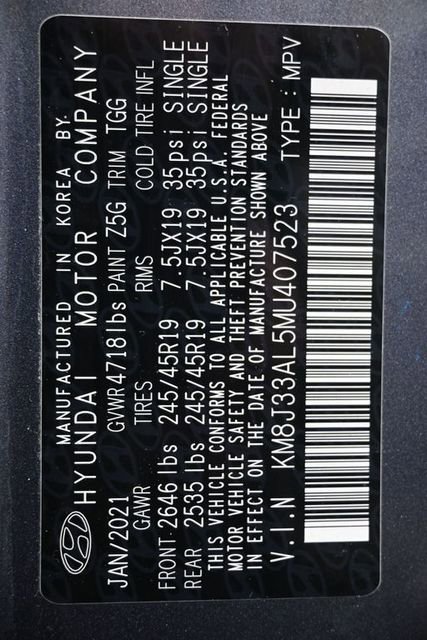 MANUFACTURED IN KOREA BY:
HYUNDAI MOTOR COMPANY
JAN/2021 GVWR 4718lbs PAINT Z5G TRIM TGG
GAWR TIRES RIMS COLD TIRE INFL
FRONT 2646 lbs 245/45R19 7.5JX19 35psi SINGLE
REAR 2535 lbs 245/45R19 7.5JX19 35psi SINGLE
THIS VEHICLE CONFORMS TO ALL APPLICABLE U.S.A. FEDERAL
MOTOR VEHICLE SAFETY AND THEFT PREVENTION STANDARDS
IN EFFECT ON THE DATE OF MANUFACTURE SHOWN ABOVE
V.I.N KM8J33AL5MU407523 TYPE : MPV